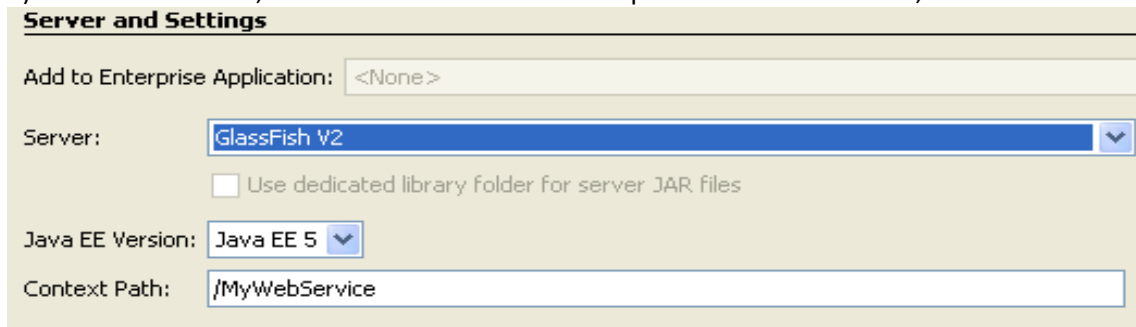 Server and Settings
Add to Enterprise Application: <None>
Server: GlassFish V2
Use dedicated library folder for server JAR files
Java EE Version: Java EE 5
Context Path: /MyWebService